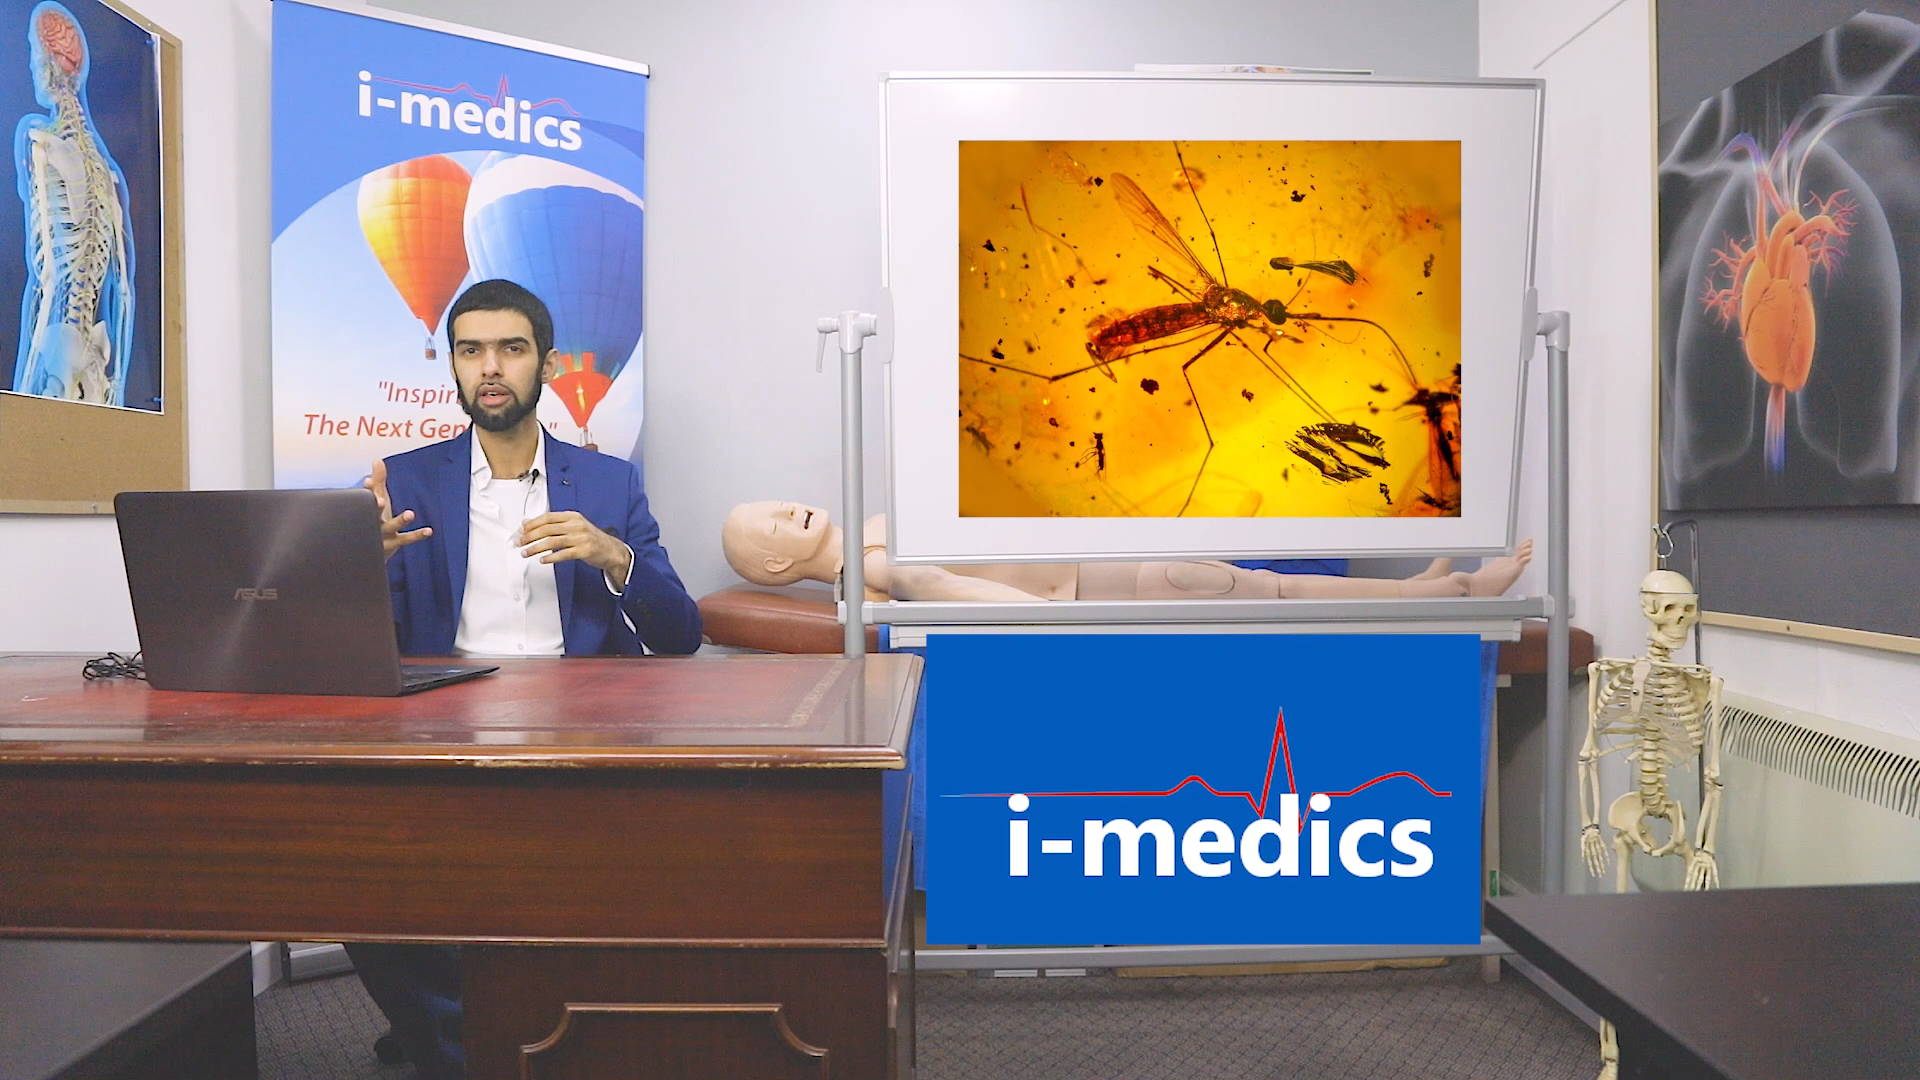 i-medics
"Inspir
The Next Gen
"
ASUS
i-medics